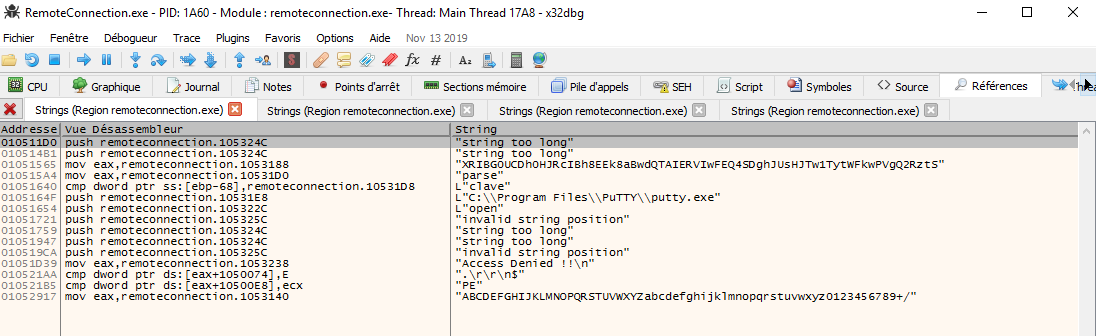 RemoteConnection.exe - PID: 1A60 - Module : remoteconnection.exe- Thread: Main Thread 17A8 - x32dbg
Fichier Fenêtre Débogueur Trace Plugins Favoris Options Aide Nov 13 2019
CPU Graphique Journal Notes Points d'arrêt Sections mémoire Pile d'appels SEH Script Symboles Source Références
Strings (Region remoteconnection.exe) Strings (Region remoteconnection.exe) Strings (Region remoteconnection.exe) Strings (Region remoteconnection.exe)
Addresse Vue Désassembleur String
010511D0 push remoteconnection.105324C "string too long"
010514B1 push remoteconnection.105324C "string too long"
01051565 mov eax,remoteconnection.1053188 "XRIBGOUCDhOHJRcIBh8EEk8aBwdQTAIERVIwFEQ4SDghJUsHJTw1TytWFkwPVgQ2RztS"
010515A4 mov eax,remoteconnection.10531D0 "parse"
01051640 cmp dword ptr ss:[ebp-68],remoteconnection.10531D8 L"clave"
0105164F push remoteconnection.10531E8 L"C:\\Program Files\\PuTTY\\putty.exe"
01051654 push remoteconnection.105322C L"open"
01051721 push remoteconnection.105325C "invalid string position"
01051759 push remoteconnection.105324C "string too long"
01051947 push remoteconnection.105324C "string too long"
010519CA push remoteconnection.105325C "invalid string position"
01051D39 mov eax,remoteconnection.1053238 "Access Denied !!\n"
010521AA cmp dword ptr ds:[eax+1050074],E ".\r\r\n$"
010521B5 cmp dword ptr ds:[eax+10500E8],ecx "PE"
01052917 mov eax,remoteconnection.1053140 "ABCDEFGHIJKLMNOPQRSTUVWXYZabcdefghijklmnopqrstuvwxyz0123456789+/"